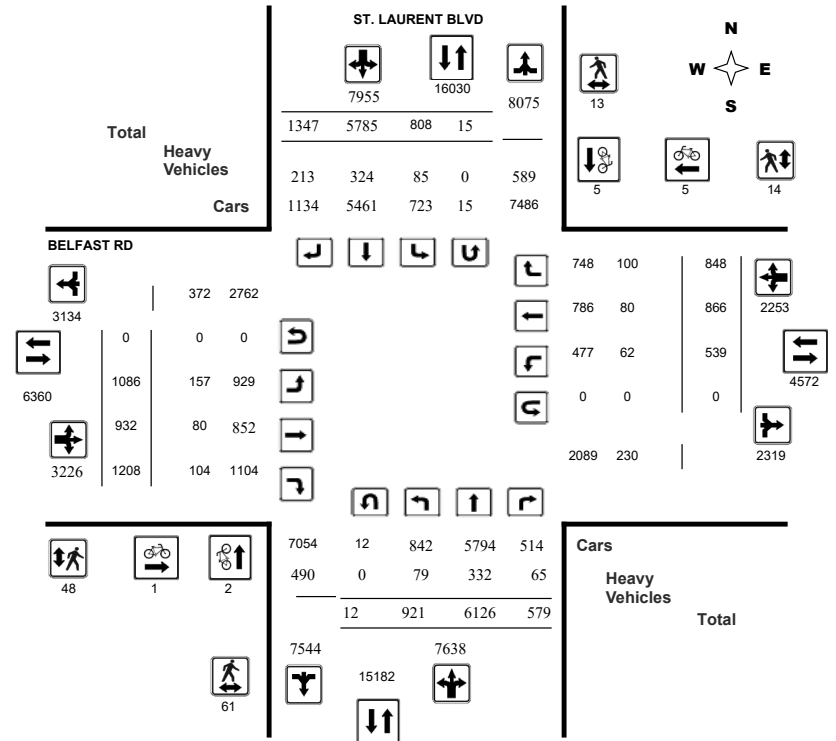 ST. LAURENT BLVD
N
W E
S
7955 16030 8075
13
1347 5785 808 15
Total
Heavy
Vehicles
213 324 85 0 589
Cars 1134 5461 723 15 7486
5 5 14
BELFAST RD
3134
372 2762
748 100 848
0 0 0
786 80 866
2253
6360
1086 157 929
477 62 539
4572
932 80 852
0 0 0
3226
1208 104 1104
2089 230
2319
7054 12 842 5794 514 Cars
490 0 79 332 65 Heavy
Vehicles
48 1 2
12 921 6126 579 Total
7544 7638
15182
61